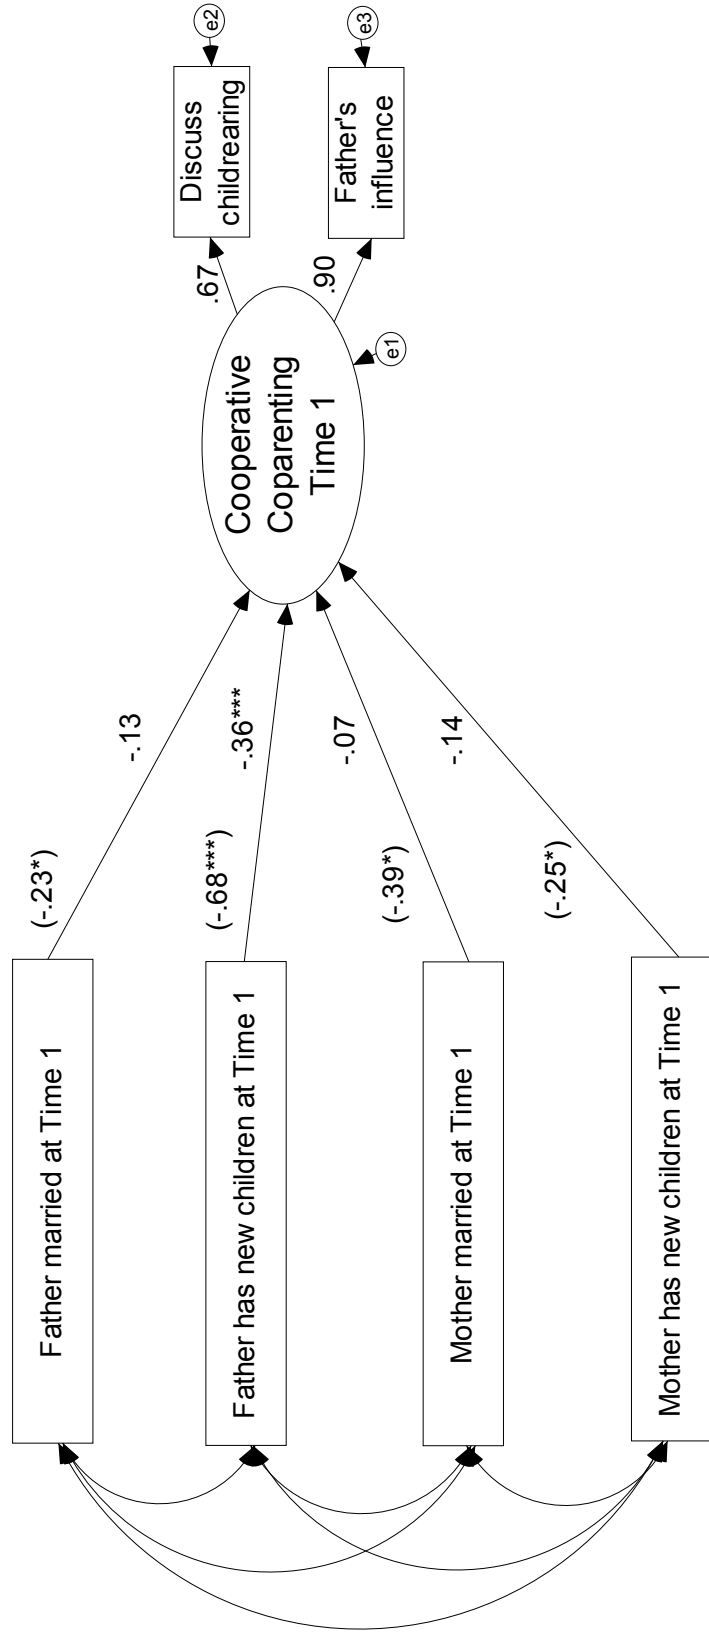 Father married at Time 1
Father has new children at Time 1
Mother married at Time 1
Mother has new children at Time 1
(-.23*)
-.13
(-.68***)
-.36***
(-.39*)
-.07
(-.25*)
-.14
Cooperative
Coparenting
Time 1
e1
.67
.90
Discuss
childrearing
Father's
influence
e2
e3